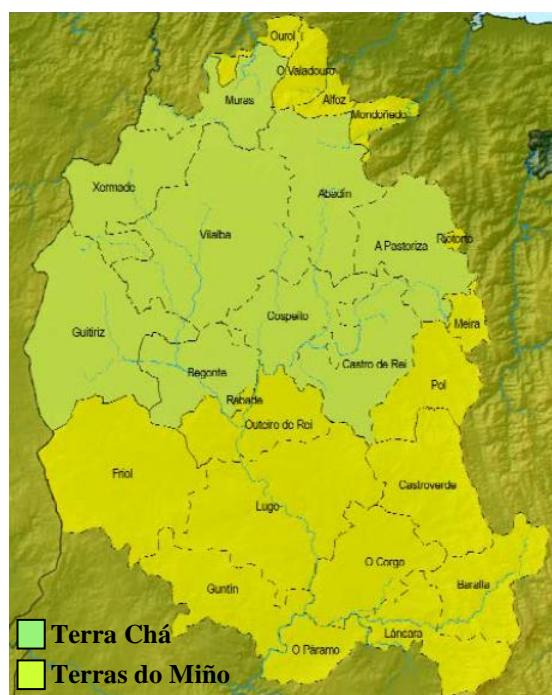 Ourol
O Valadouro
Muras
Alfoz
Mondoñedo
Xermade
Abadín
Vilalba
A Pastoriza
Riotorto
Cospeito
Meira
Guitiriz
Castro de Rei
Begonte
Pol
Rábade
Outeiro de Rei
Friol
Castroverde
Lugo
O Corgo
Baralla
Guntín
Láncara
O Páramo
Terra Chá
Terras do Miño